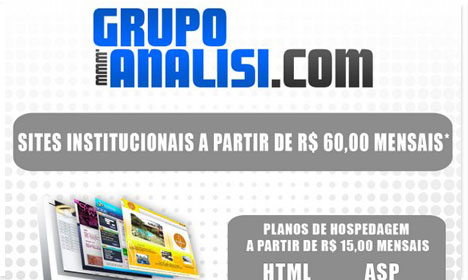 GRUPO
www.
ANALISI.COM
SITES INSTITUCIONAIS A PARTIR DE R$ 60,00 MENSAIS*
PLANOS DE HOSPEDAGEM
A PARTIR DE R$ 15,00 MENSAIS
HTML ASP